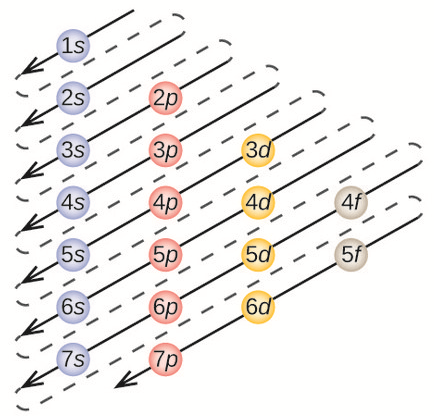 1s
2s 2p
3s 3p 3d
4s 4p 4d 4f
5s 5p 5d 5f
6s 6p 6d
7s 7p